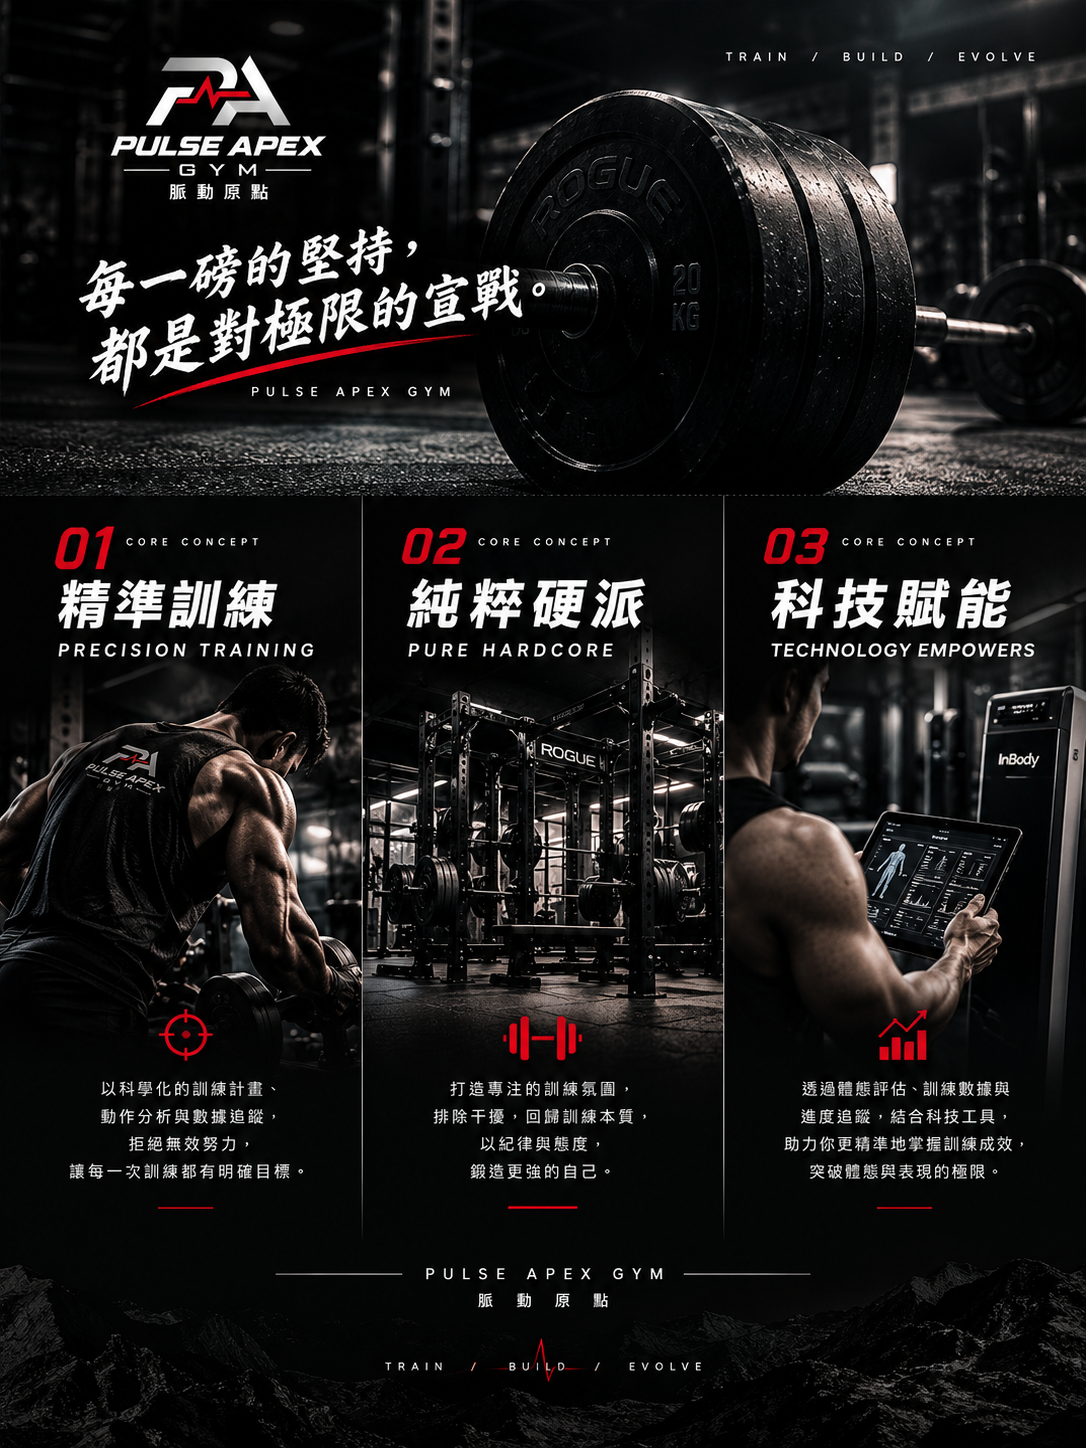 PA
PULSE APEX
GYM
脈動原點
TRAIN / BUILD / EVOLVE
每一磅的堅持，
都是對極限的宣戰。
PULSE APEX GYM
ROGUE
20
KG
01 CORE CONCEPT
精準訓練
PRECISION TRAINING
PA
PULSE APEX
GYM
以科學化的訓練計畫、
動作分析與數據追蹤，
拒絕無效努力，
讓每一次訓練都有明確目標。
02 CORE CONCEPT
純粹硬派
PURE HARDCORE
ROGUE
打造專注的訓練氛圍，
排除干擾，回歸訓練本質，
以紀律與態度，
鍛造更強的自己。
03 CORE CONCEPT
科技賦能
TECHNOLOGY EMPOWERS
InBody
透過體態評估、訓練數據與
進度追蹤，結合科技工具，
助力你更精準地掌握訓練成效，
突破體態與表現的極限。
PULSE APEX GYM
脈動原點
TRAIN / BUILD / EVOLVE